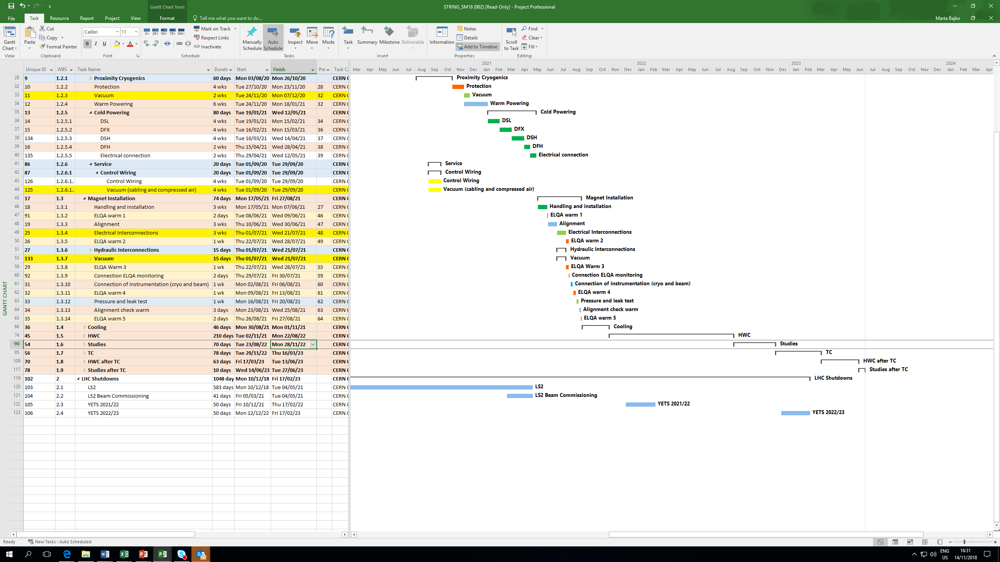 Gantt Chart Tools
STRING_SM18 (002) [Read-Only] - Project Professional
File Task Resource Report Project View Format Tell me what you want to do... Marta Bajko
Gantt Chart
View
Paste
Cut
Copy
Format Painter
Clipboard
Calibri 11
B I U A
Font
0% 25% 50% 75% 100%
Mark on Track
Respect Links
Inactivate
Schedule
Manually Schedule
Auto Schedule
Inspect
Move
Mode
Tasks
Task
Summary
Milestone
Deliverable
Insert
Information
Notes
Details
Add to Timeline
Properties
Scroll to Task
Find
Clear
Fill
Editing
GANTT CHART
Unique ID WBS Task Name Durati Start Finish Pre Task Ca
28 9 1.2.1 Proximity Cryogenics 60 days Mon 03/08/20 Mon 26/10/20 CERN C
32 10 1.2.2 Protection 4 wks Tue 27/10/20 Mon 23/11/20 28 CERN C
33 11 1.2.3 Vacuum 2 wks Tue 24/11/20 Mon 07/12/20 32 CERN C
34 12 1.2.4 Warm Powering 6 wks Tue 24/11/20 Mon 18/01/21 32 CERN C
35 13 1.2.5 Cold Powering 80 days Tue 19/01/21 Wed 12/05/21 CERN C
36 14 1.2.5.1 DSL 4 wks Tue 19/01/21 Mon 15/02/21 34 CERN C
37 15 1.2.5.2 DFX 4 wks Tue 16/02/21 Mon 15/03/21 36 CERN C
38 134 1.2.5.3 DSH 4 wks Tue 16/03/21 Wed 14/04/21 37 CERN C
39 16 1.2.5.4 DFH 2 wks Thu 15/04/21 Wed 28/04/21 38 CERN C
40 135 1.2.5.5 Electrical connection 2 wks Thu 29/04/21 Wed 12/05/21 39 CERN C
41 86 1.2.6 Service 20 days Tue 01/09/20 Tue 29/09/20 CERN C
42 87 1.2.6.1 Control Wiring 20 days Tue 01/09/20 Tue 29/09/20 CERN C
43 126 1.2.6.1. Control Wiring 4 wks Tue 01/09/20 Tue 29/09/20 CERN C
44 125 1.2.6.1. Vacuum (cabling and compressed air) 4 wks Tue 01/09/20 Tue 29/09/20 CERN C
45 17 1.3 Magnet Installation 74 days Mon 17/05/21 Fri 27/08/21 CERN C
46 18 1.3.1 Handling and installation 3 wks Mon 17/05/21 Mon 07/06/21 27 CERN C
47 91 1.3.2 ELQA warm 1 2 days Tue 08/06/21 Wed 09/06/21 46 CERN C
48 19 1.3.3 Alignment 3 wks Thu 10/06/21 Wed 30/06/21 47 CERN C
49 25 1.3.4 Electrical Interconnections 3 wks Thu 01/07/21 Wed 21/07/21 48 CERN C
50 26 1.3.5 ELQA warm 2 1 wk Thu 22/07/21 Wed 28/07/21 49 CERN C
51 27 1.3.6 Hydraulic Interconnections 15 days Thu 01/07/21 Wed 21/07/21 CERN C
55 133 1.3.7 Vacuum 15 days Thu 01/07/21 Wed 21/07/21 CERN C
59 29 1.3.8 ELQA Warm 3 1 wk Thu 22/07/21 Wed 28/07/21 55 CERN C
60 92 1.3.9 Connection ELQA monitoring 2 days Thu 29/07/21 Fri 30/07/21 59 CERN C
61 31 1.3.10 Connection of instrumentation (cryo and beam) 1 wk Mon 02/08/21 Fri 06/08/21 60 CERN C
62 32 1.3.11 ELQA warm 4 1 wk Mon 09/08/21 Fri 13/08/21 61 CERN C
63 33 1.3.12 Pressure and leak test 1 wk Mon 16/08/21 Fri 20/08/21 62 CERN C
64 34 1.3.13 Alignment check warm 3 days Mon 23/08/21 Wed 25/08/21 63 CERN C
65 35 1.3.14 ELQA warm 5 2 days Thu 26/08/21 Fri 27/08/21 64 CERN C
66 36 1.4 Cooling 46 days Mon 30/08/21 Mon 01/11/21 CERN C
74 45 1.5 HWC 210 days Tue 02/11/21 Mon 22/08/22 CERN C
90 54 1.6 Studies 70 days Tue 23/08/22 Mon 28/11/22 CERN C
95 56 1.7 TC 78 days Tue 29/11/22 Thu 16/03/23 CERN C
109 70 1.8 HWC after TC 63 days Fri 17/03/23 Tue 13/06/23 CERN C
117 78 1.9 Studies after TC 10 days Wed 14/06/23 Tue 27/06/23 CERN C
119 102 2 LHC Shutdowns 1048 day Mon 10/12/18 Fri 17/02/23 CERN C
120 103 2.1 LS2 583 days Mon 10/12/18 Tue 04/05/21 CERN C
121 104 2.2 LS2 Beam Commissioning 41 days Fri 05/03/21 Tue 04/05/21 CERN C
122 105 2.3 YETS 2021/22 50 days Fri 10/12/21 Thu 17/02/22 CERN C
123 106 2.4 YETS 2022/23 50 days Mon 12/12/22 Fri 17/02/23 CERN C
2021 2022 2023 2024
Mar Apr May Jun Jul Aug Sep Oct Nov Dec Jan Feb Mar Apr May Jun Jul Aug Sep Oct Nov Dec Jan Feb Mar Apr May Jun Jul Aug Sep Oct Nov Dec Jan Feb Mar Apr May Jun Jul Aug Sep Oct Nov Dec Jan Feb Mar Apr
Proximity Cryogenics
Protection
Vacuum
Warm Powering
Cold Powering
DSL
DFX
DSH
DFH
Electrical connection
Service
Control Wiring
Control Wiring
Vacuum (cabling and compressed air)
Magnet Installation
Handling and installation
ELQA warm 1
Alignment
Electrical Interconnections
ELQA warm 2
Hydraulic Interconnections
Vacuum
ELQA Warm 3
Connection ELQA monitoring
Connection of instrumentation (cryo and beam)
ELQA warm 4
Pressure and leak test
Alignment check warm
ELQA warm 5
Cooling
HWC
Studies
TC
HWC after TC
Studies after TC
LHC Shutdowns
LS2
LS2 Beam Commissioning
YETS 2021/22
YETS 2022/23
Ready New Tasks : Auto Scheduled
ENG US
16:31
14/11/2018